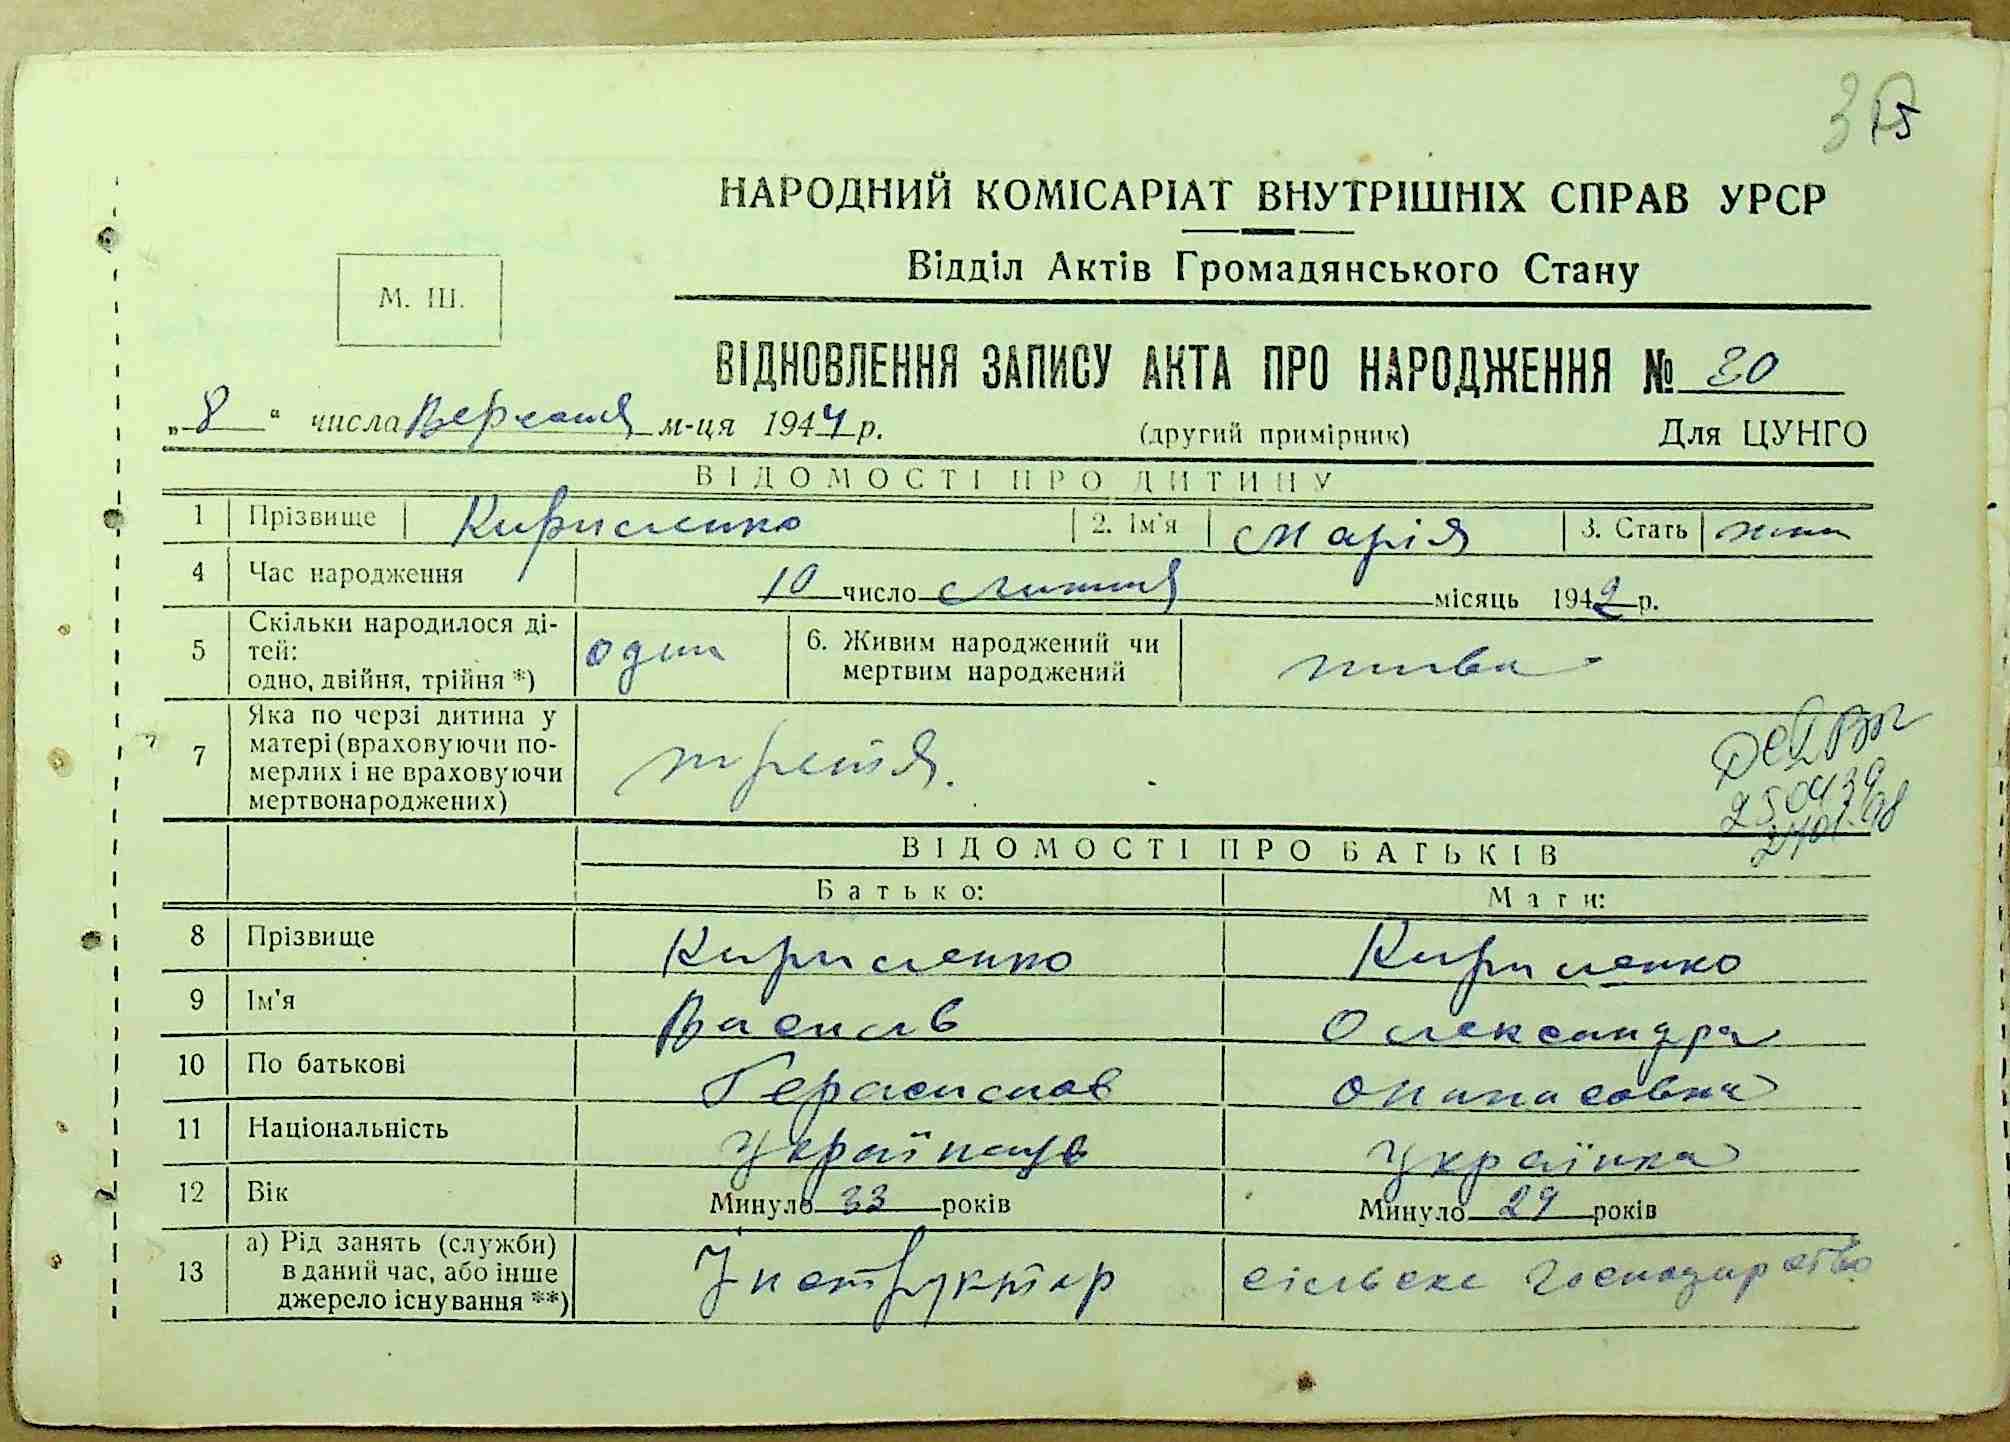 НАРОДНИЙ КОМІСАРІАТ ВНУТРІШНІХ СПРАВ УРСР
Відділ Актів Громадянського Стану
М. Ш.
ВІДНОВЛЕННЯ ЗАПИСУ АКТА ПРО НАРОДЖЕННЯ № 30
„8“ числа Вересня м-ця 1944 р. (другий примірник) Для ЦУНГО
ВІДОМОСТІ ПРО ДИТИНУ
1 Прізвище Кириленко 2. Ім'я Марія 3. Стать жін
4 Час народження 10 число Липня місяць 1942 р.
5 Скільки народилося ді-
тей:
одно, двійня, трійня *) один 6. Живим народжений чи
мертвим народжений жива
7 Яка по черзі дитина у
матері (враховуючи по-
мерлих і не враховуючи
мертвонароджених) третя.
ВІДОМОСТІ ПРО БАТЬКІВ
Батько: Мати:
8 Прізвище Кириленко Кириленко
9 Ім'я Василь Олександра
10 По батькові Герасимов Опанасовна
11 Національність Українець Українка
12 Вік Минуло 33 років Минуло 29 років
13 а) Рід занять (служби)
в даний час, або інше
джерело існування **) Інструктор сільське господарство